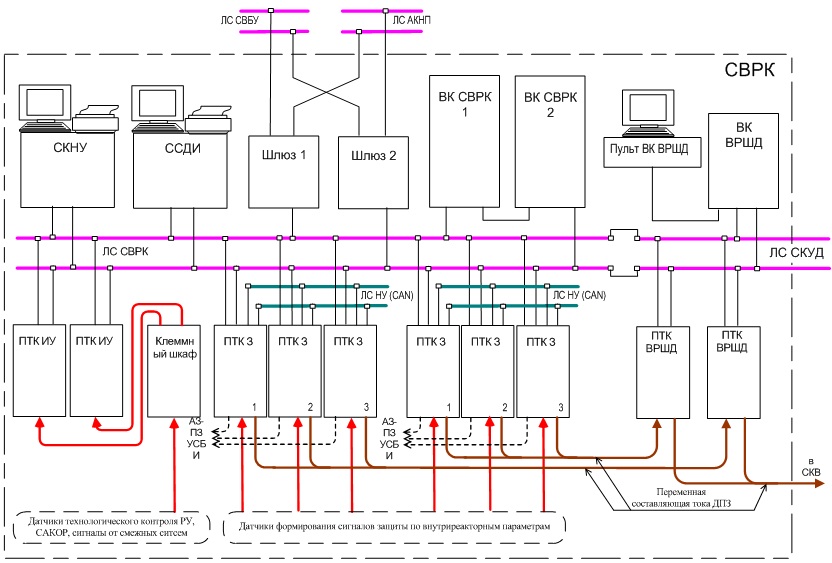 ЛС СВБУ
ЛС АКНП
СВРК
СКНУ
ССДИ
Шлюз 1
Шлюз 2
ВК СВРК
1
ВК СВРК
2
Пульт ВК ВРШД
ВК
ВРШД
ЛС СВРК
ЛС СКУД
ЛС НУ (CAN)
ЛС НУ (CAN)
ПТК ИУ
ПТК ИУ
Клеммн
ый шкаф
ПТК З
1
ПТК З
2
ПТК З
3
ПТК З
1
ПТК З
2
ПТК З
3
ПТК
ВРШД
ПТК
ВРШД
АЗ-
ПЗ
УСБ
И
АЗ-
ПЗ
УСБ
И
в
СКВ
Переменная
составляющая тока ДПЗ
Датчики технологического контроля РУ,
САКОР, сигналы от смежных ситсем
Датчики формирования сигналов защиты по внутриреакторным параметрам